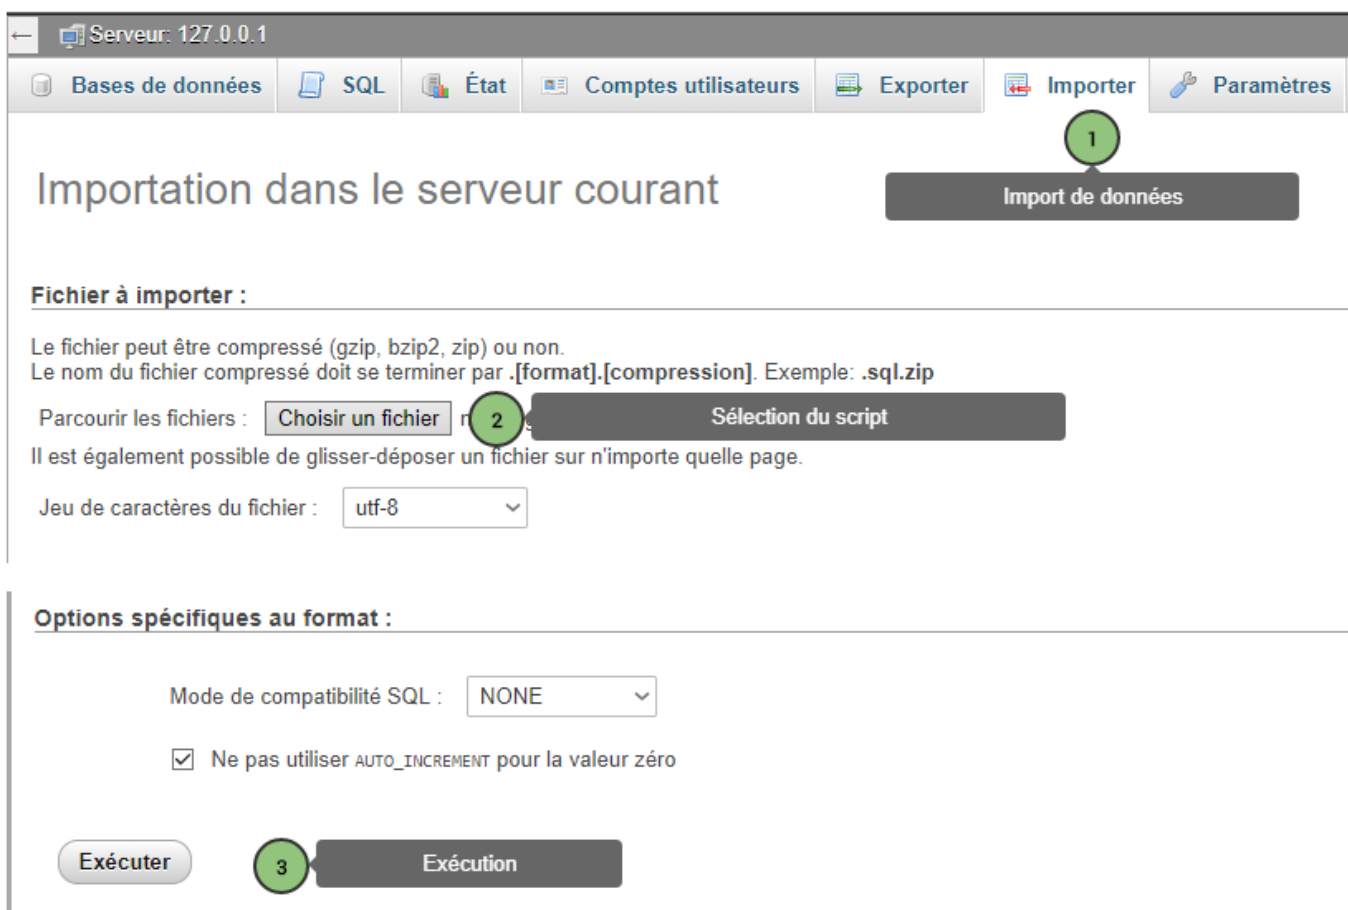 ← Serveur: 127.0.0.1
Bases de données SQL État Comptes utilisateurs Exporter Importer Paramètres
1
Importation dans le serveur courant
Import de données
Fichier à importer :
Le fichier peut être compressé (gzip, bzip2, zip) ou non.
Le nom du fichier compressé doit se terminer par .[format].[compression]. Exemple: .sql.zip
Parcourir les fichiers : Choisir un fichier 2 Sélection du script
Il est également possible de glisser-déposer un fichier sur n'importe quelle page.
Jeu de caractères du fichier : utf-8
Options spécifiques au format :
Mode de compatibilité SQL : NONE
Ne pas utiliser AUTO_INCREMENT pour la valeur zéro
Exécuter 3 Exécution